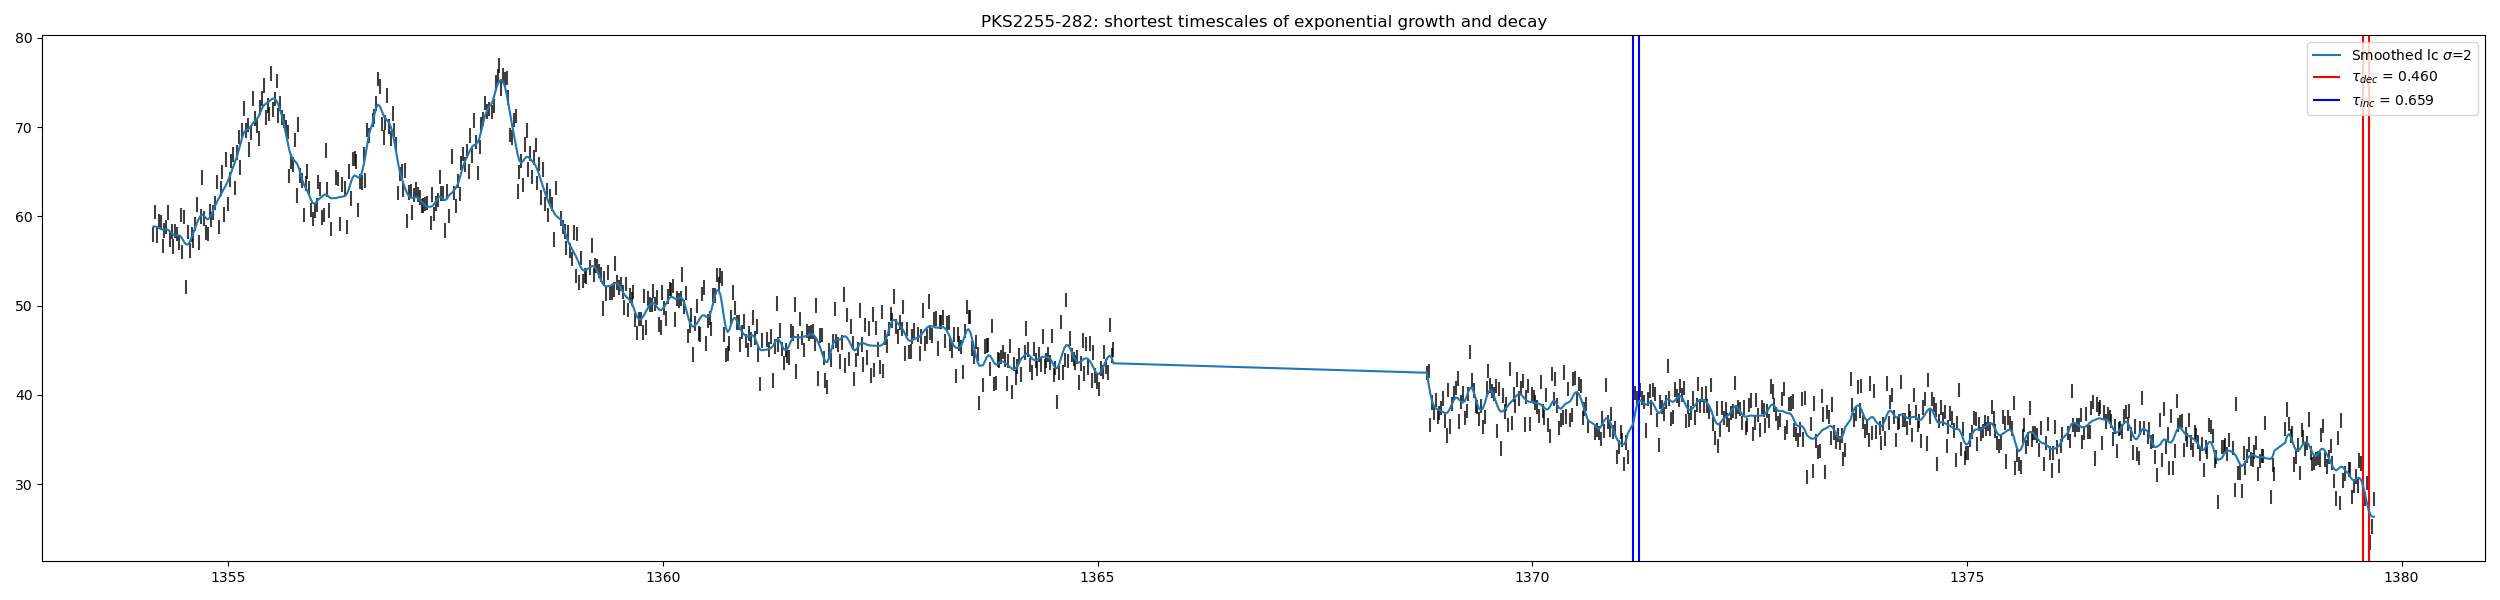 PKS2255-282: shortest timescales of exponential growth and decay
80
70
60
50
40
30
Smoothed lc σ=2
τ_dec = 0.460
τ_inc = 0.659
1355 1360 1365 1370 1375 1380